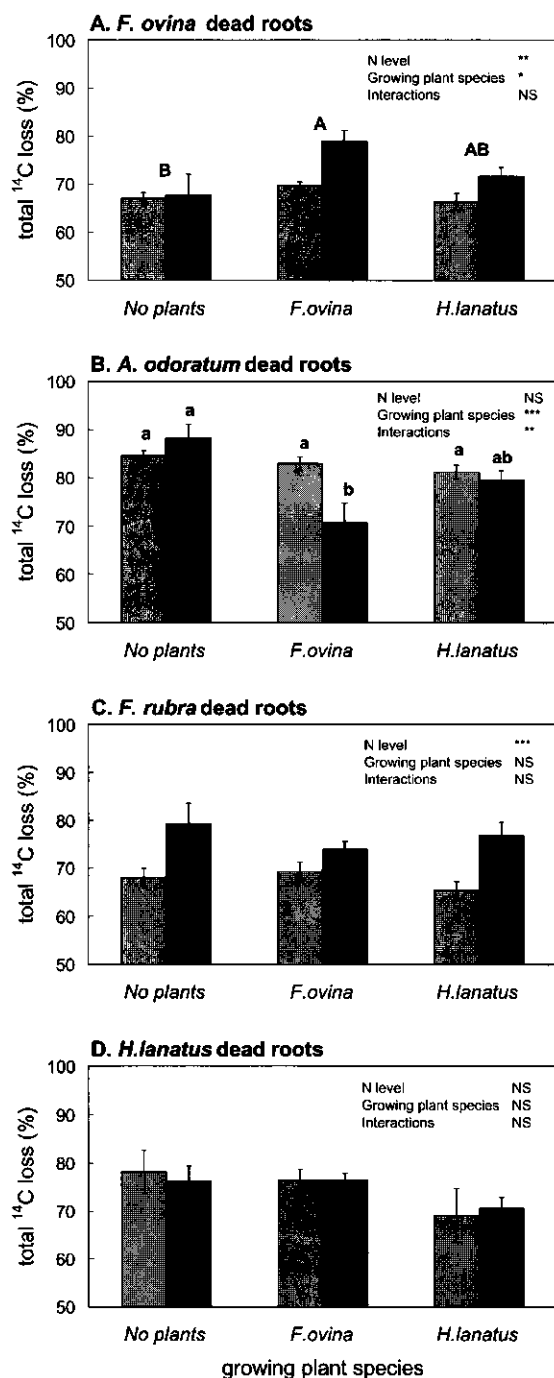 A. F. ovina dead roots
100
90
80
70
60
50
total ¹⁴C loss (%)
N level **
Growing plant species *
Interactions NS
B
A
AB
No plants F.ovina H.lanatus
B. A. odoratum dead roots
100
90
80
70
60
50
total ¹⁴C loss (%)
N level NS
Growing plant species ***
Interactions **
a a a b a ab
No plants F.ovina H.lanatus
C. F. rubra dead roots
100
90
80
70
60
50
total ¹⁴C loss (%)
N level ***
Growing plant species NS
Interactions NS
No plants F.ovina H.lanatus
D. H.lanatus dead roots
100
90
80
70
60
50
total ¹⁴C loss (%)
N level NS
Growing plant species NS
Interactions NS
No plants F.ovina H.lanatus
growing plant species